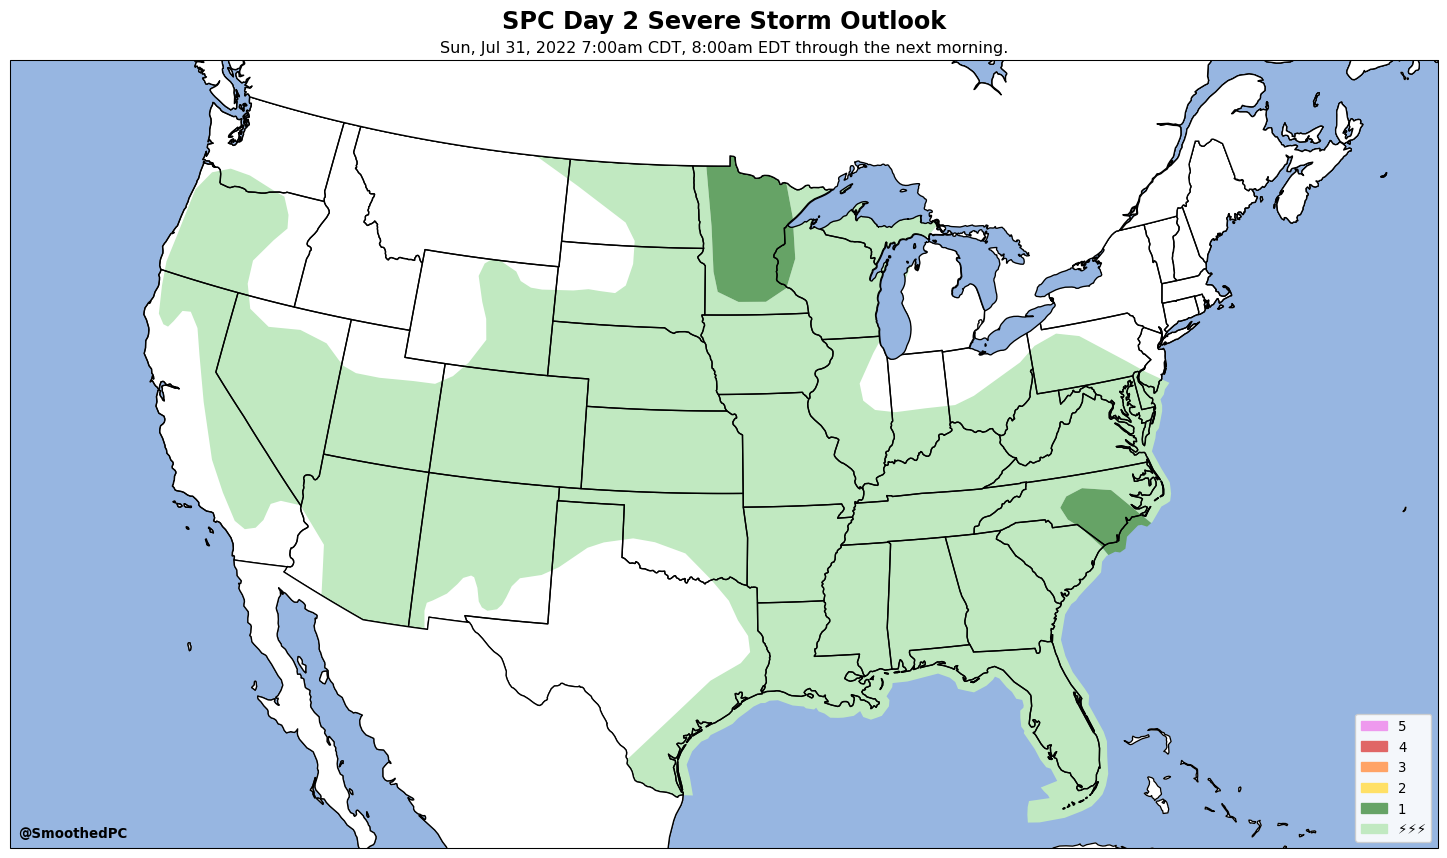 SPC Day 2 Severe Storm Outlook
Sun, Jul 31, 2022 7:00am CDT, 8:00am EDT through the next morning.
5
4
3
2
1
⚡⚡⚡
@SmoothedPC